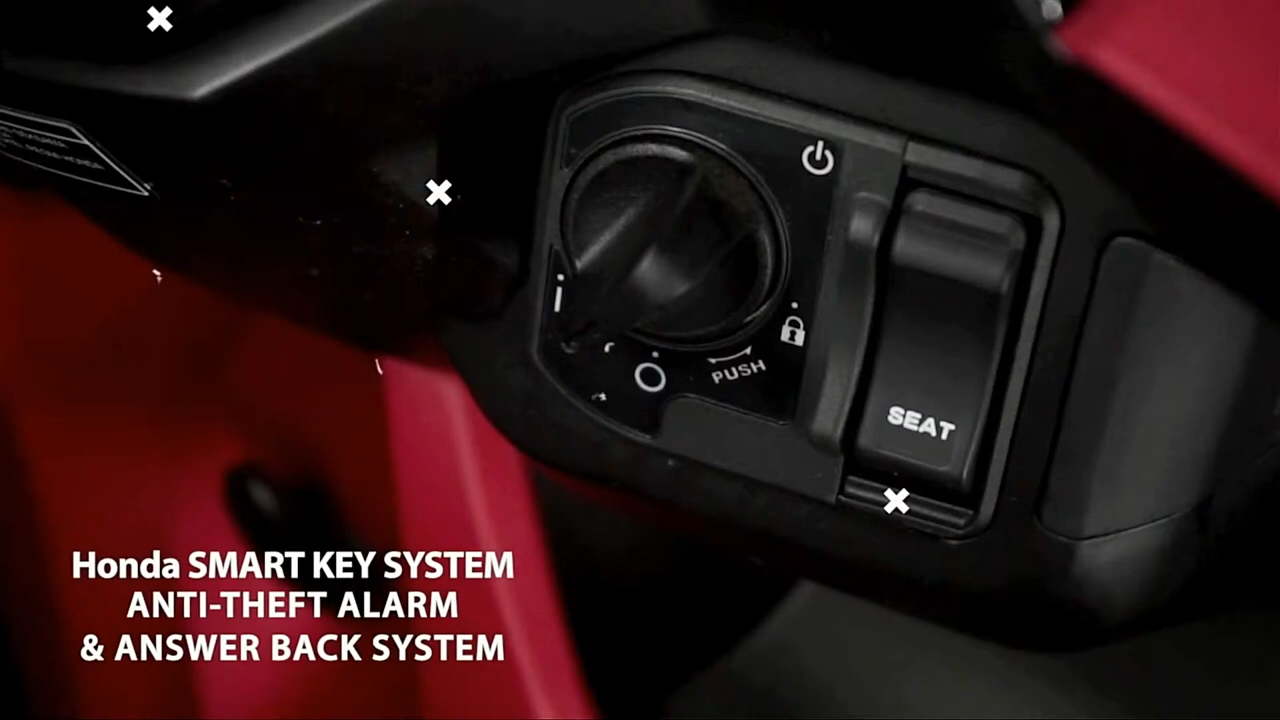 PUSH
SEAT
Honda SMART KEY SYSTEM
ANTI-THEFT ALARM
& ANSWER BACK SYSTEM